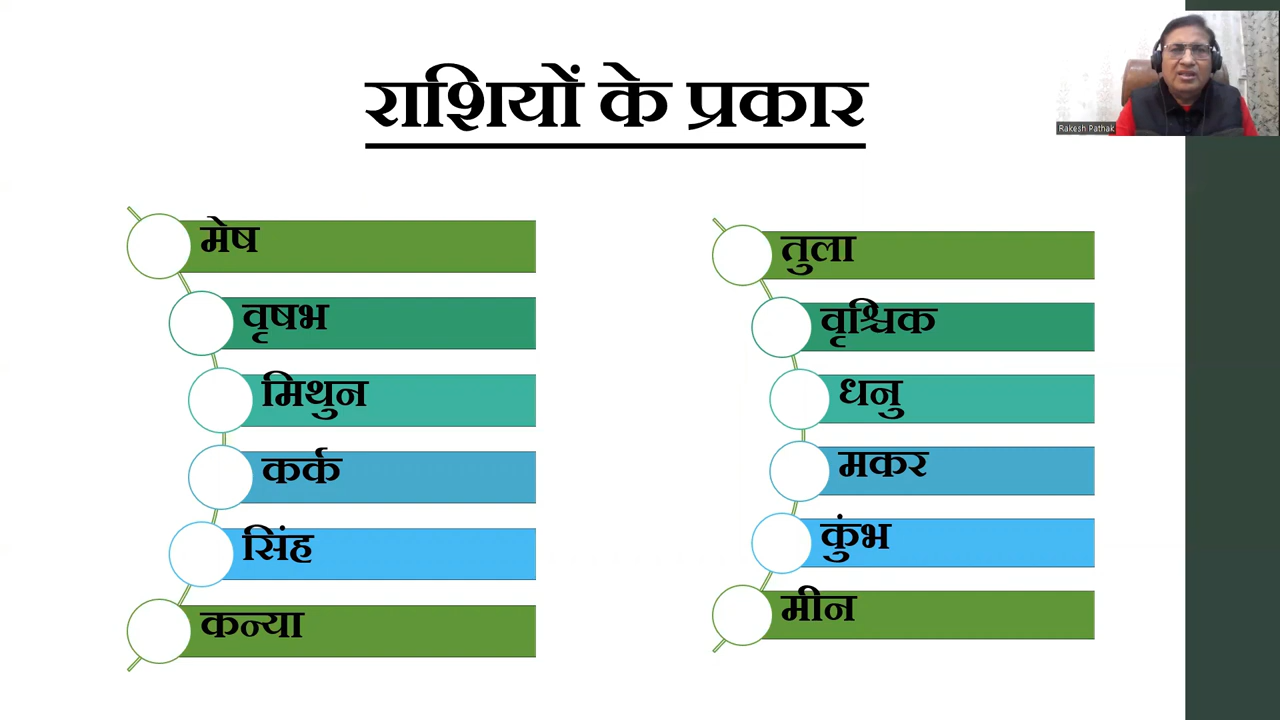 राशियों के प्रकार
Rakesh Pathak
मेष
वृषभ
मिथुन
कर्क
सिंह
कन्या
तुला
वृश्चिक
धनु
मकर
कुंभ
मीन